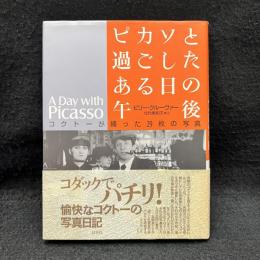 ピカソと
過ごした
ある日の
午後
A Day with
Picasso
ビリー・クルーヴァー
コクトーが撮った29枚の写真
コダックで
パチリ!
愉快なコクトーの
写真日記
白水社